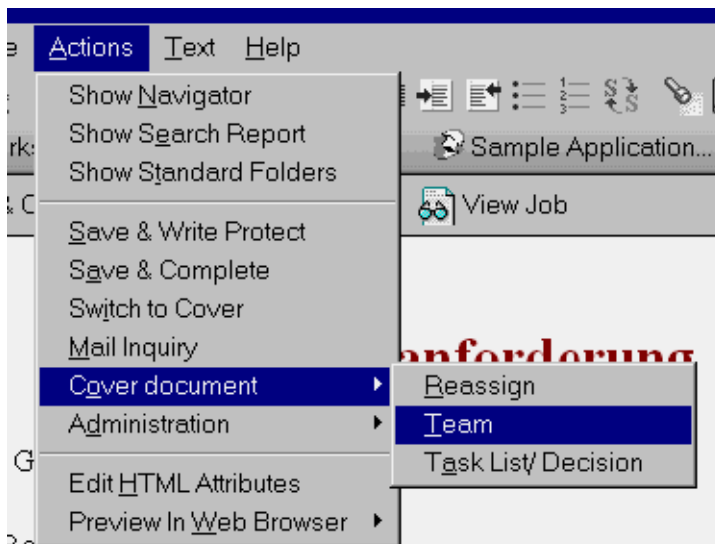 Actions Text Help
Show Navigator
Show Search Report
Sample Application...
Show Standard Folders
View Job
Save & Write Protect
Save & Complete
Switch to Cover
Mail Inquiry
anforderung
Cover document
Reassign
Administration
Team
Task List/ Decision
Edit HTML Attributes
Preview In Web Browser